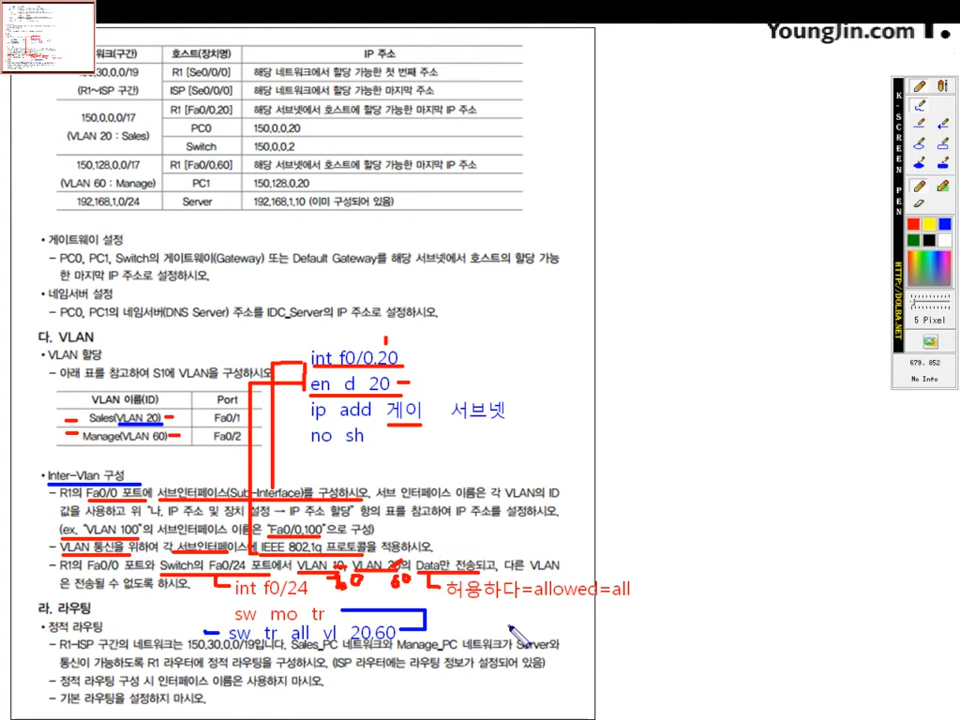 YoungJin.com
워크(구간) 호스트(장치명) IP 주소
150,30,0,0/19 R1 [Se0/0/0] 해당 네트워크에서 할당 가능한 첫 번째 주소
(R1~ISP 구간) ISP [Se0/0/0] 해당 네트워크에서 할당 가능한 마지막 주소
150,0,0,0/17 R1 [Fa0/0,20] 해당 서브넷에서 호스트에 할당 가능한 마지막 IP 주소
(VLAN 20 : Sales) PC0 150,0,0,20
Switch 150,0,0,2
150,128,0,0/17 R1 [Fa0/0,60] 해당 서브넷에서 호스트에 할당 가능한 마지막 IP 주소
(VLAN 60 : Manage) PC1 150,128,0,20
192,168,1,0/24 Server 192,168,1,10 (이미 구성되어 있음)
• 게이트웨이 설정
– PC0, PC1, Switch의 게이트웨이(Gateway) 또는 Default Gateway를 해당 서브넷에서 호스트의 할당 가능
한 마지막 IP 주소로 설정하시오.
• 네임서버 설정
– PC0, PC1의 네임서버(DNS Server) 주소를 IDC_Server의 IP 주소로 설정하시오.
다. VLAN
• VLAN 할당
– 아래 표를 참고하여 S1에 VLAN을 구성하시오.
VLAN 이름(ID) Port
Sales(VLAN 20) Fa0/1
Manage(VLAN 60) Fa0/2
int f0/0.20
en d 20
ip add 게이 서브넷
no sh
• Inter-Vlan 구성
– R1의 Fa0/0 포트에 서브인터페이스(Sub-Interface)를 구성하시오. 서브 인터페이스 이름은 각 VLAN의 ID
값을 사용하고 위 "나. IP 주소 및 장치 설정 → IP 주소 할당" 항의 표를 참고하여 IP 주소를 설정하시오.
(ex. "VLAN 100"의 서브인터페이스 이름은 "Fa0/0,100"으로 구성)
– VLAN 통신을 위하여 각 서브인터페이스에 IEEE 802.1q 프로토콜을 적용하시오.
– R1의 Fa0/0 포트와 Switch의 Fa0/24 포트에서 VLAN 10, VLAN 20의 Data만 전송되고, 다른 VLAN
은 전송될 수 없도록 하시오.
20 60
int f0/24
허용하다=allowed=all
sw mo tr
sw tr all vl 20.60
라. 라우팅
• 정적 라우팅
– R1-ISP 구간의 네트워크는 150,30,0,0/19입니다. Sales_PC 네트워크와 Manage_PC 네트워크가 Server와
통신이 가능하도록 R1 라우터에 정적 라우팅을 구성하시오. (ISP 라우터에는 라우팅 정보가 설정되어 있음)
– 정적 라우팅 구성 시 인터페이스 이름은 사용하지 마시오.
– 기본 라우팅을 설정하지 마시오.
K-SCREEN PEN
HTTP://DOLBA.NET
5 Pixel
679. 852
No Info